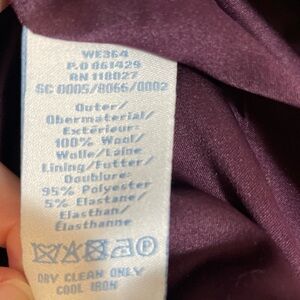 WE364
P.O 861429
RN 118027
SC 0005/8066/0002
Outer/
Obermaterial/
Extérieur:
100% Wool/
Wolle/Laine
Lining/Futter/
Doublure:
95% Polyester
5% Elastane/
Elasthan/
Élasthanne
DRY CLEAN ONLY
COOL IRON